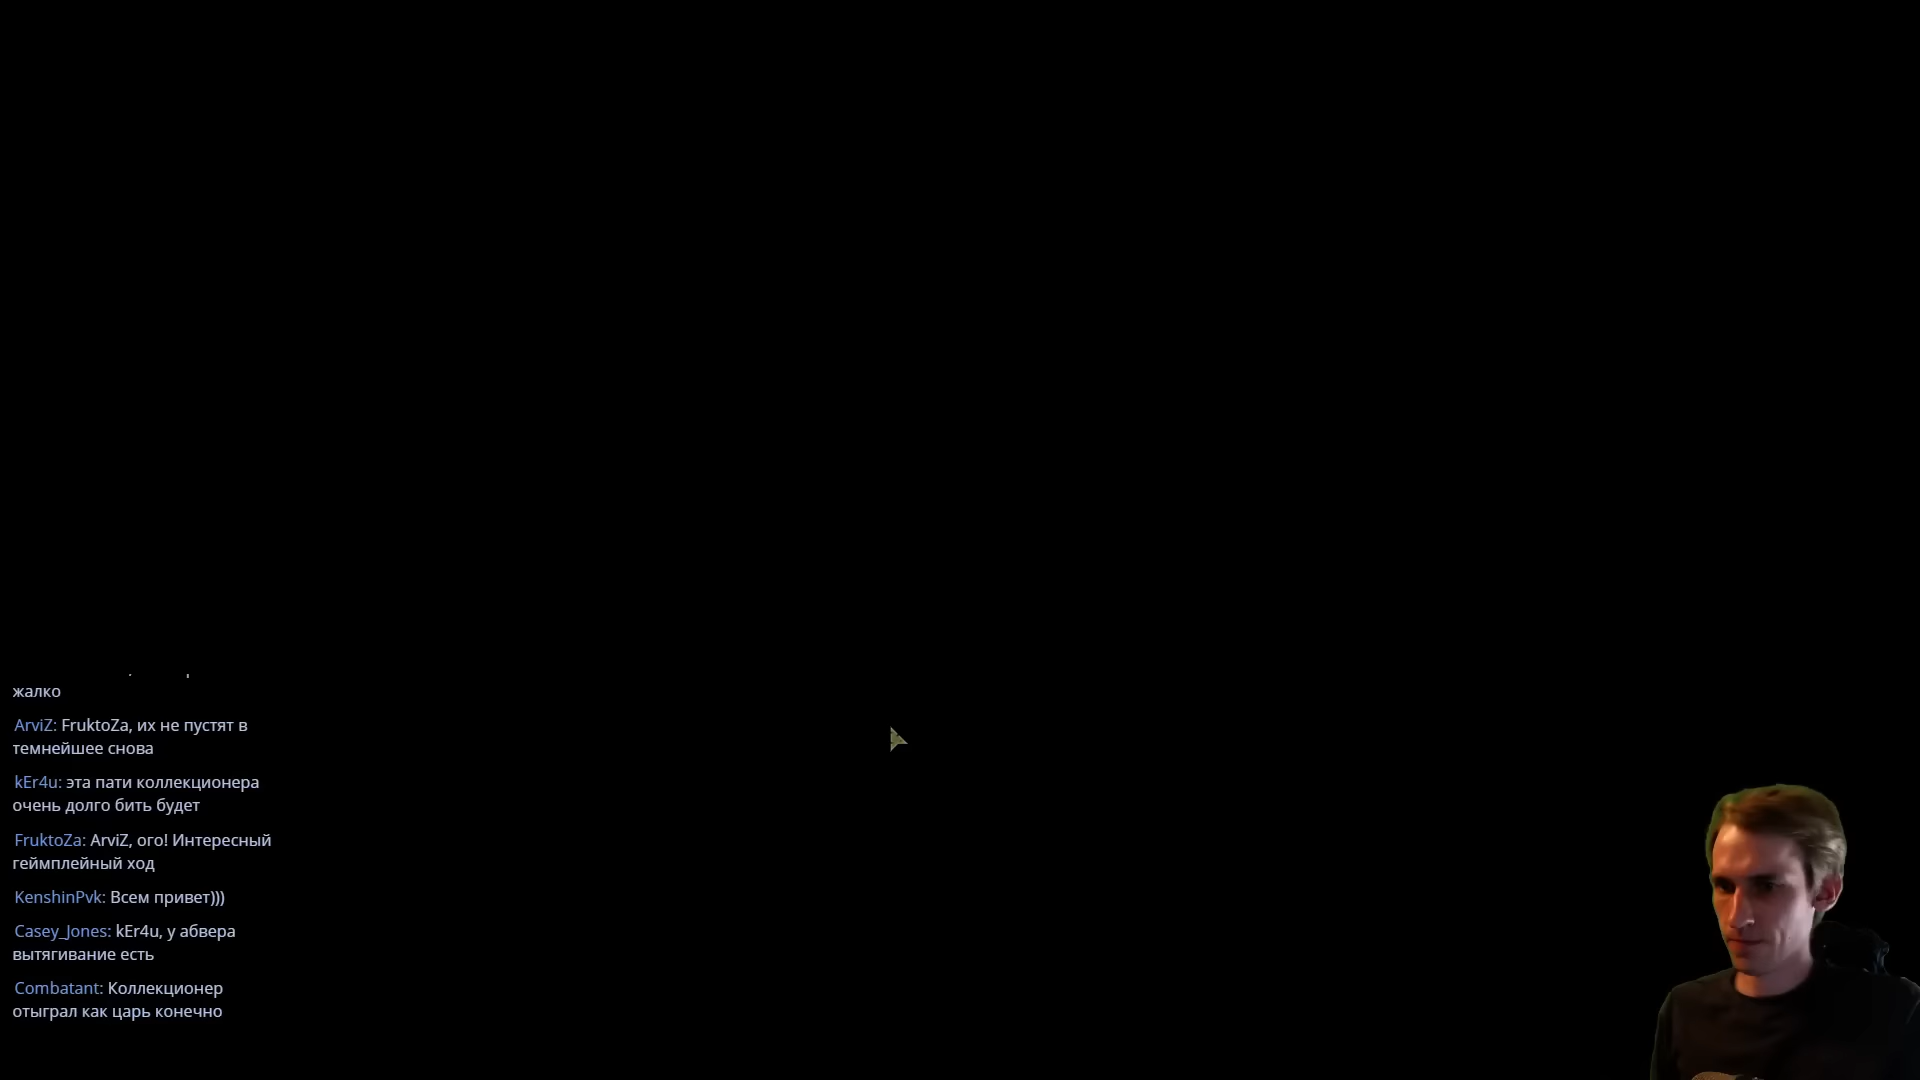 жалко
ArviZ: FruktoZa, их не пустят в
темнейшее снова
kEr4u: эта пати коллекционера
очень долго бить будет
FruktoZa: ArviZ, ого! Интересный
геймплейный ход
KenshinPvk: Всем привет)))
Casey_Jones: kEr4u, у абвера
вытягивание есть
Combatant: Коллекционер
отыграл как царь конечно